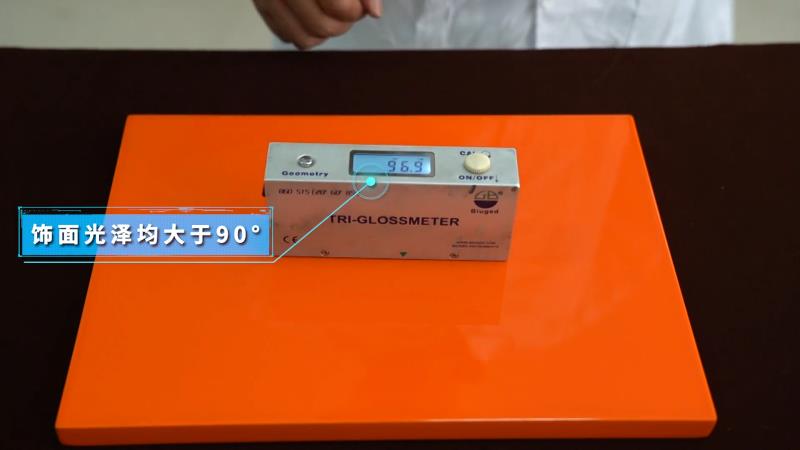 96.9
CAL
Geometry
ON/OFF
Biuged
TRI-GLOSSMETER
CE
饰面光泽均大于90°